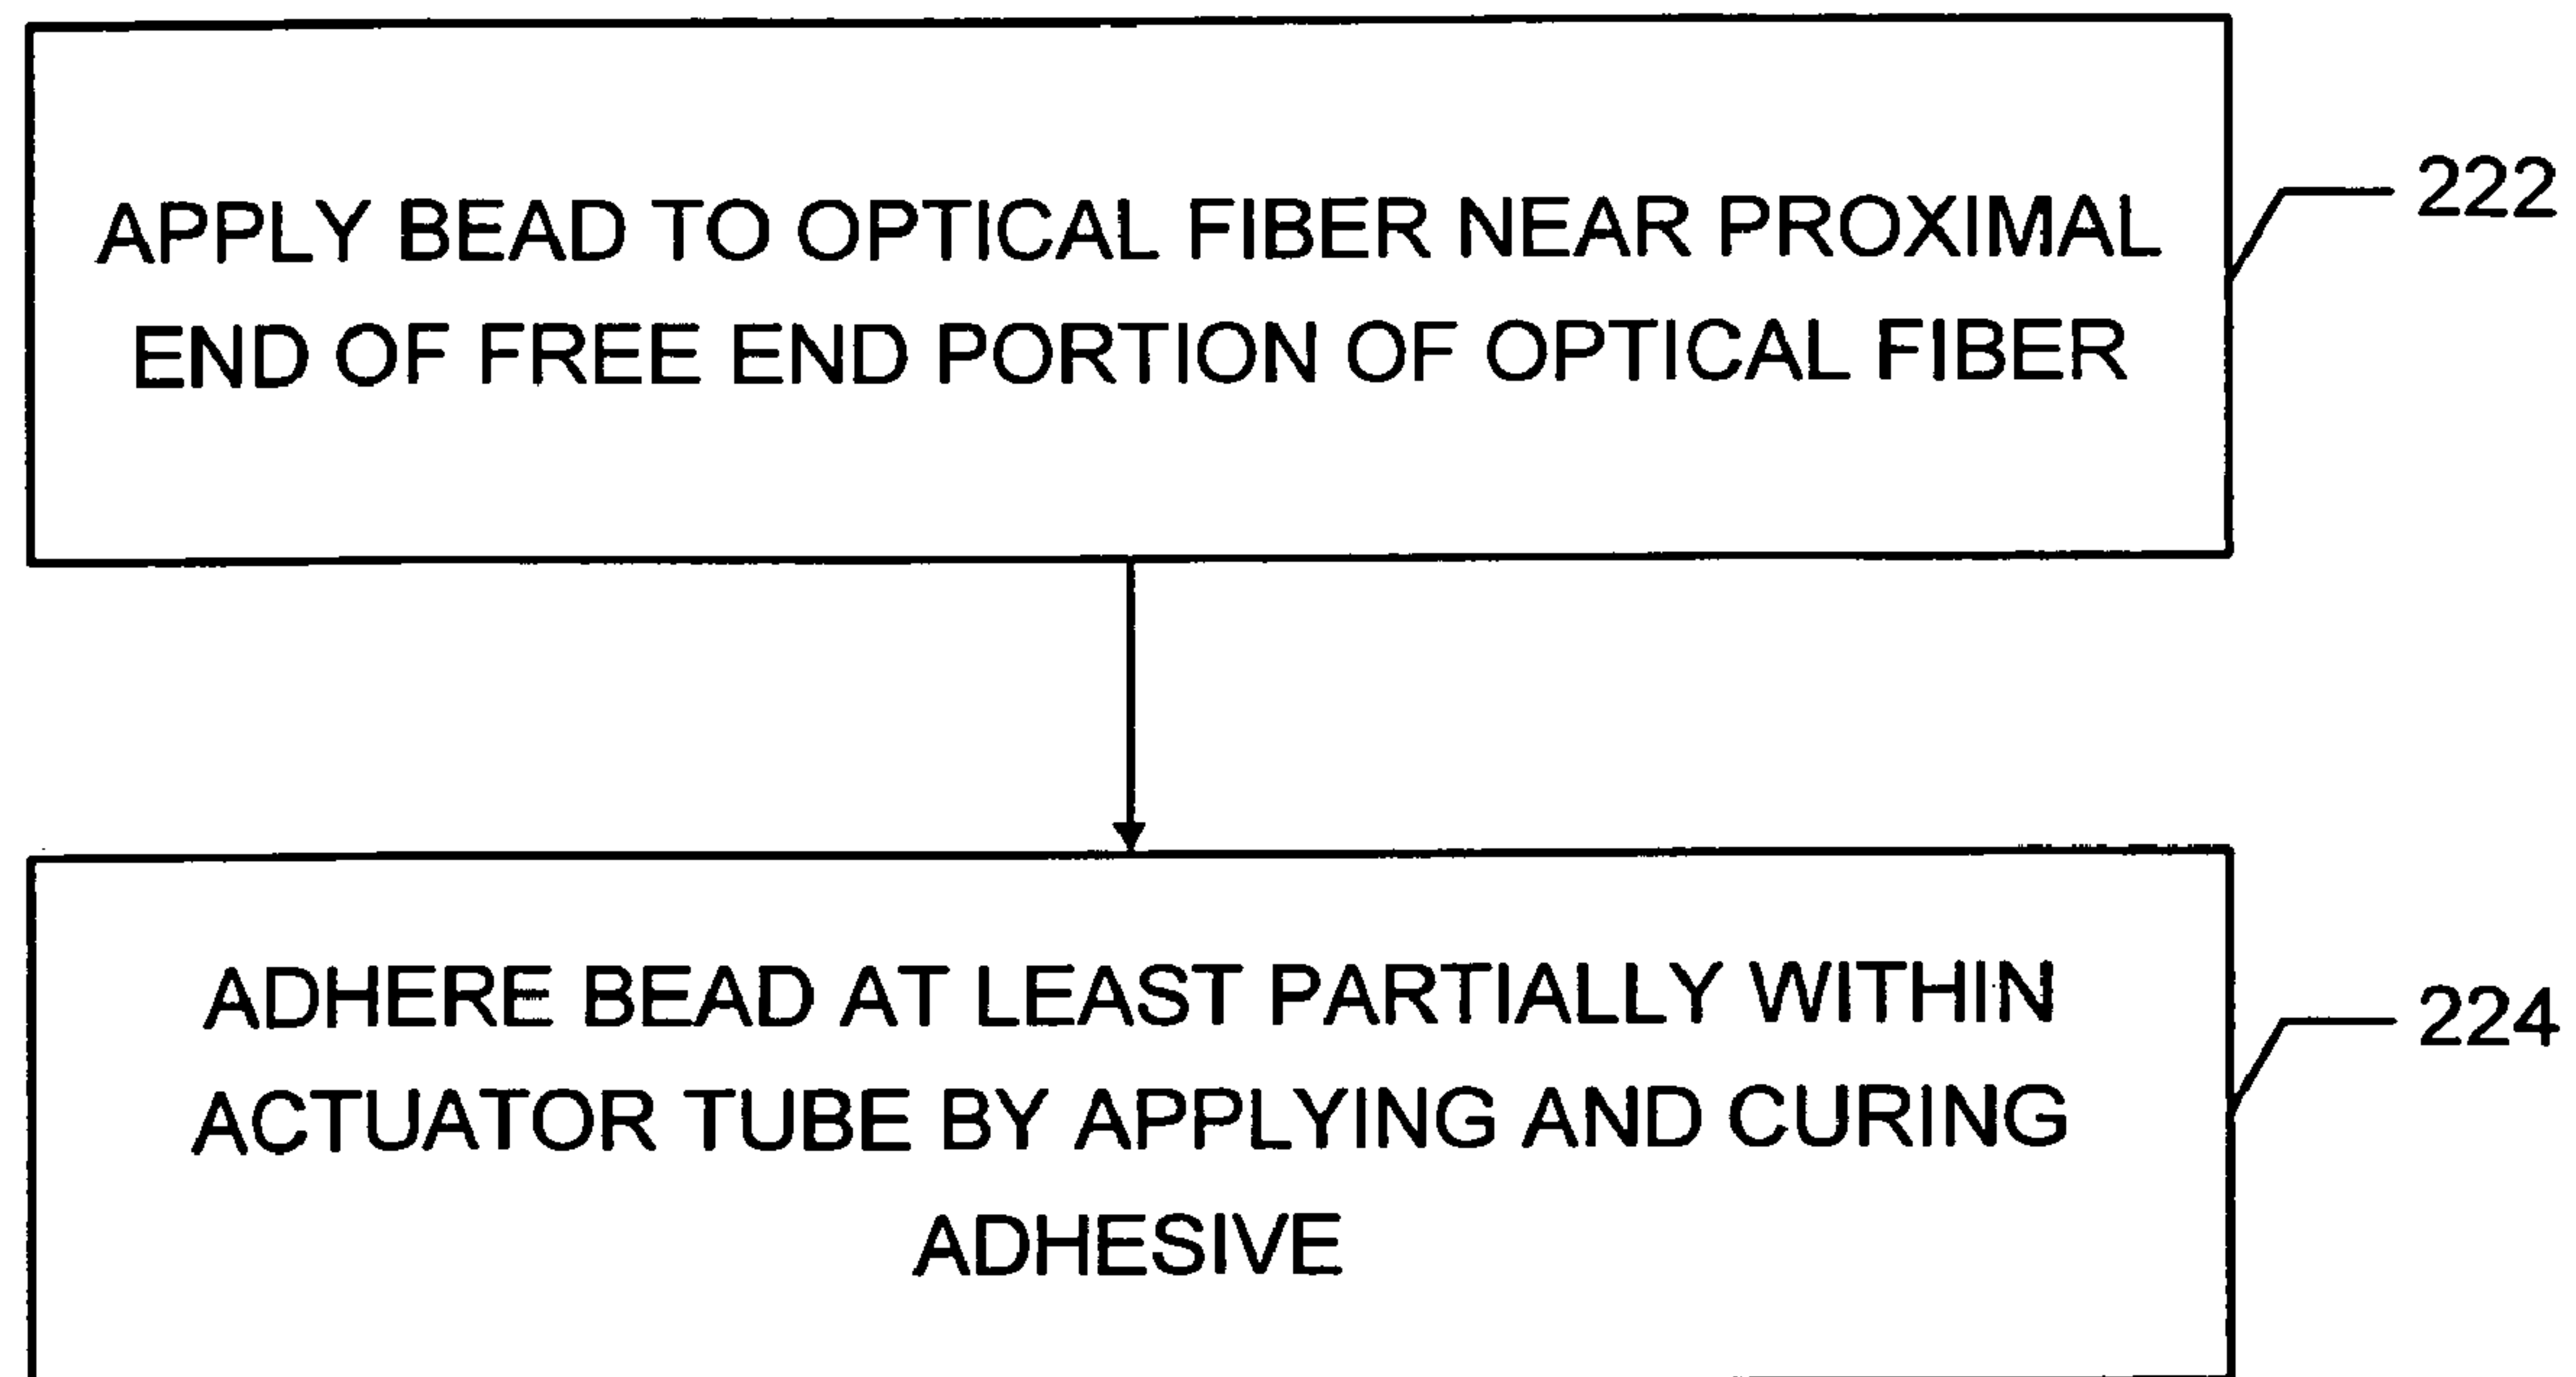 APPLY BEAD TO OPTICAL FIBER NEAR PROXIMAL
END OF FREE END PORTION OF OPTICAL FIBER
222
ADHERE BEAD AT LEAST PARTIALLY WITHIN
ACTUATOR TUBE BY APPLYING AND CURING
ADHESIVE
224